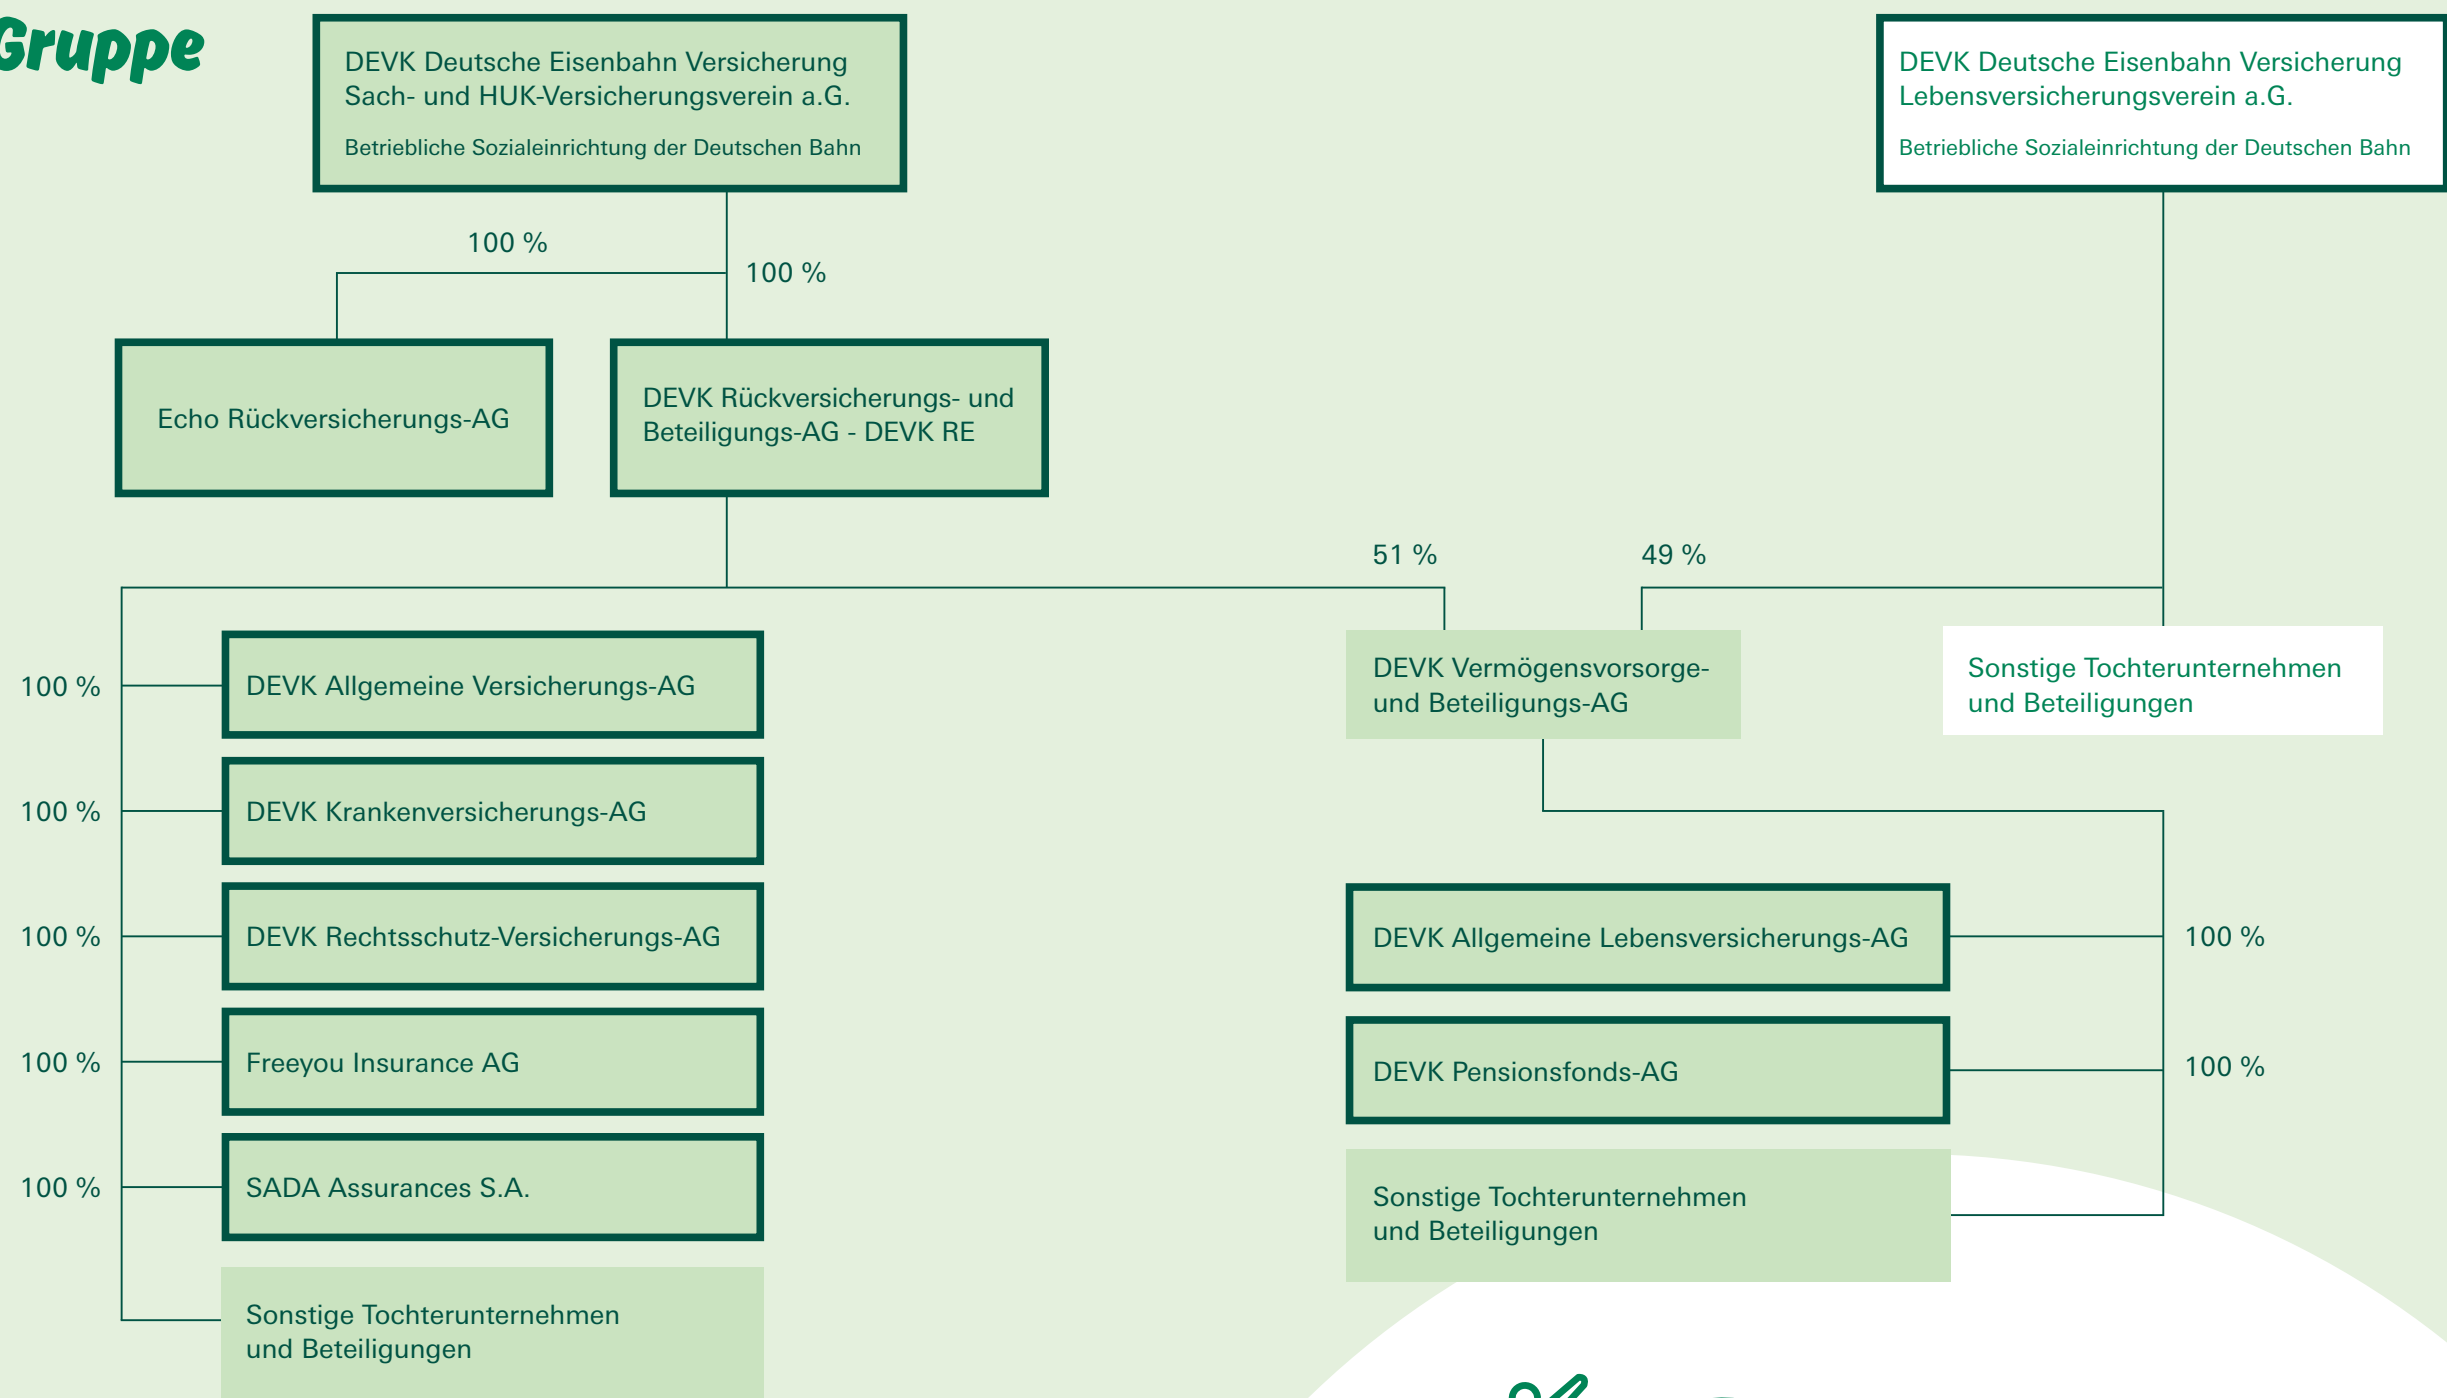 Gruppe
DEVK Deutsche Eisenbahn Versicherung
Sach- und HUK-Versicherungsverein a.G.
Betriebliche Sozialeinrichtung der Deutschen Bahn
DEVK Deutsche Eisenbahn Versicherung
Lebensversicherungsverein a.G.
Betriebliche Sozialeinrichtung der Deutschen Bahn
100 %
100 %
Echo Rückversicherungs-AG
DEVK Rückversicherungs- und
Beteiligungs-AG - DEVK RE
51 %
49 %
100 %
DEVK Allgemeine Versicherungs-AG
DEVK Vermögensvorsorge-
und Beteiligungs-AG
Sonstige Tochterunternehmen
und Beteiligungen
100 %
DEVK Krankenversicherungs-AG
100 %
DEVK Rechtsschutz-Versicherungs-AG
DEVK Allgemeine Lebensversicherungs-AG
100 %
100 %
Freeyou Insurance AG
DEVK Pensionsfonds-AG
100 %
100 %
SADA Assurances S.A.
Sonstige Tochterunternehmen
und Beteiligungen
Sonstige Tochterunternehmen
und Beteiligungen